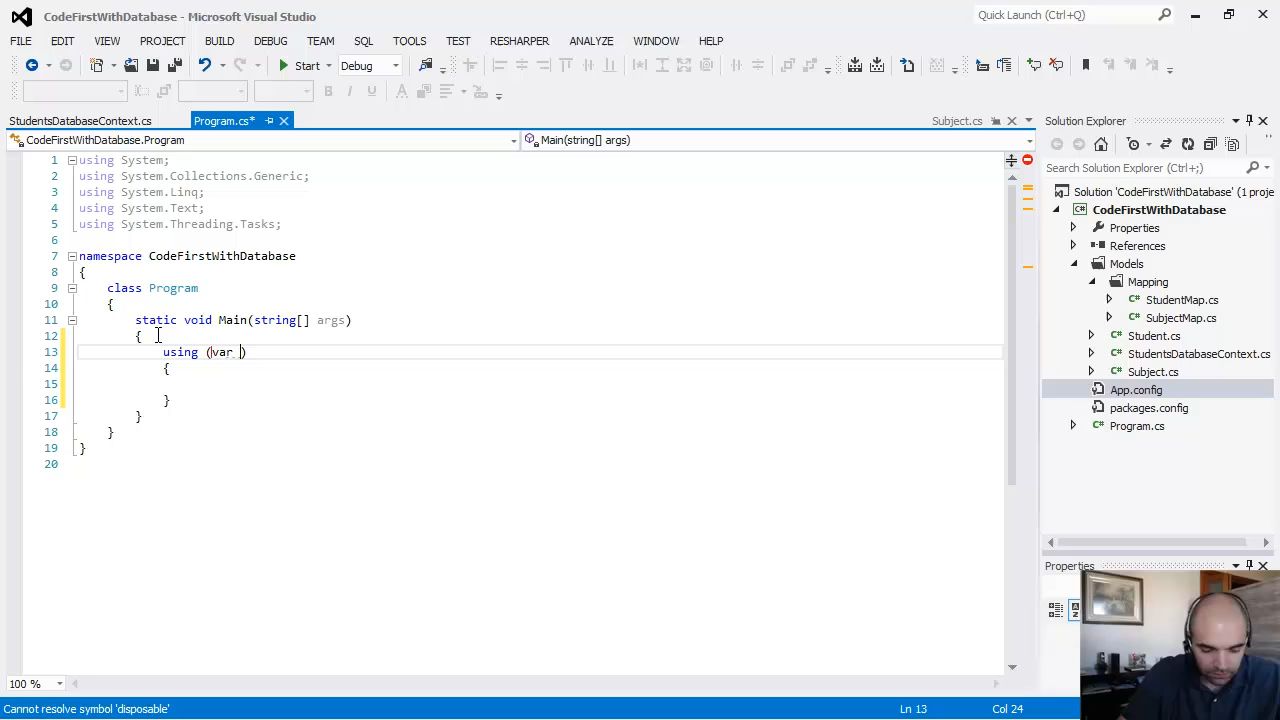 CodeFirstWithDatabase - Microsoft Visual Studio
Quick Launch (Ctrl+Q)
FILE EDIT VIEW PROJECT BUILD DEBUG TEAM SQL TOOLS TEST RESHARPER ANALYZE WINDOW HELP
Start Debug
StudentsDatabaseContext.cs Program.cs* Subject.cs
CodeFirstWithDatabase.Program Main(string[] args)
1 using System;
2 using System.Collections.Generic;
3 using System.Linq;
4 using System.Text;
5 using System.Threading.Tasks;
6
7 namespace CodeFirstWithDatabase
8 {
9 class Program
10 {
11 static void Main(string[] args)
12 {
13 using (var )
14 {
15
16 }
17 }
18 }
19 }
20
100 %
Solution Explorer
Search Solution Explorer (Ctrl+;)
Solution 'CodeFirstWithDatabase' (1 proje
CodeFirstWithDatabase
Properties
References
Models
Mapping
StudentMap.cs
SubjectMap.cs
Student.cs
StudentsDatabaseContext.cs
Subject.cs
App.config
packages.config
Program.cs
Properties
Cannot resolve symbol 'disposable' Ln 13 Col 24